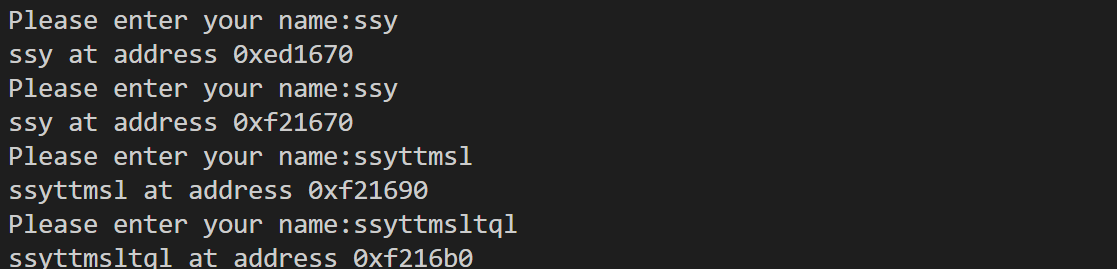 Please enter your name:ssy
ssy at address 0xed1670
Please enter your name:ssy
ssy at address 0xf21670
Please enter your name:ssyttmsl
ssyttmsl at address 0xf21690
Please enter your name:ssyttmsltql
ssyttmsltql at address 0xf216b0